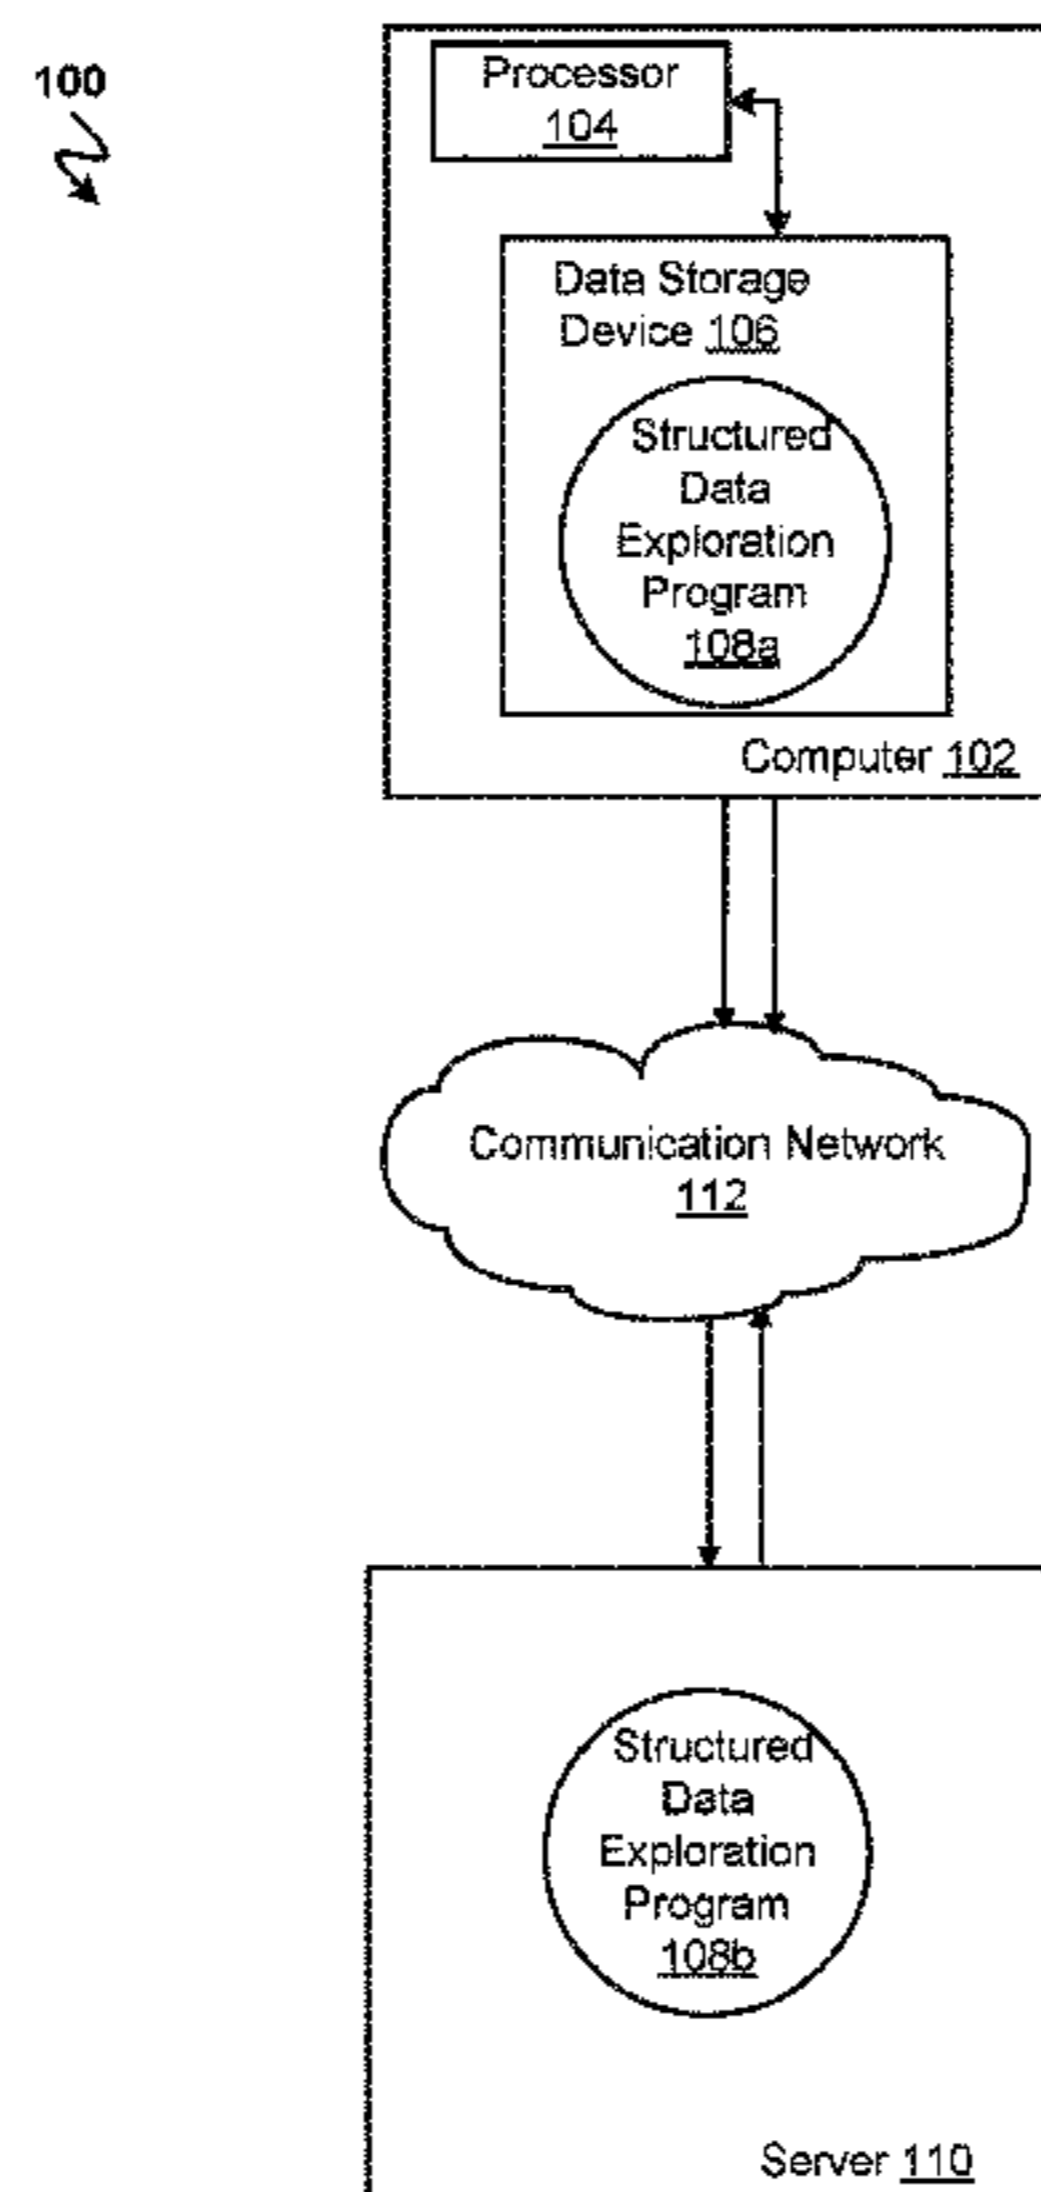 100
Processor
104
Data Storage
Device 106
Structured
Data
Exploration
Program
108a
Computer 102
Communication Network
112
Structured
Data
Exploration
Program
108b
Server 110